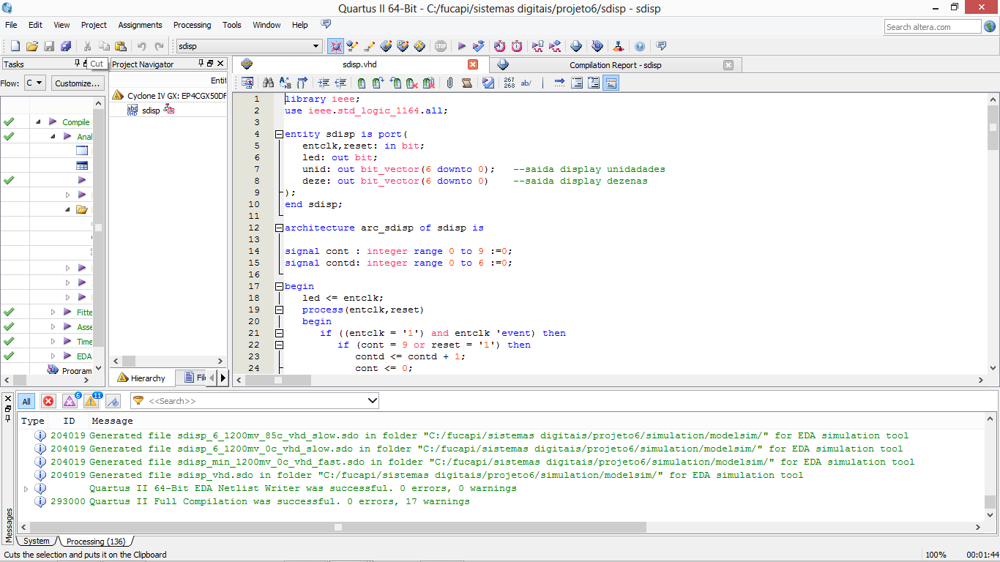 Quartus II 64-Bit - C:/fucapi/sistemas digitais/projeto6/sdisp - sdisp
File Edit View Project Assignments Processing Tools Window Help
Search altera.com
sdisp
STOP
Tasks
Cut
Project Navigator
sdisp.vhd
Compilation Report - sdisp
Flow: C
Customize...
Entit
267
268
ab/
Cyclone IV GX: EP4CGX50DF
abd
VHD
sdisp
Compile
Anal
Fitte
Asse
Time
EDA
Program
Hierarchy
File
1 library ieee;
2 use ieee.std_logic_1164.all;
3
4 entity sdisp is port(
5 entclk,reset: in bit;
6 led: out bit;
7 unid: out bit_vector(6 downto 0); --saida display unidadades
8 deze: out bit_vector(6 downto 0) --saida display dezenas
9 );
10 end sdisp;
11
12 architecture arc_sdisp of sdisp is
13
14 signal cont : integer range 0 to 9 :=0;
15 signal contd: integer range 0 to 6 :=0;
16
17 begin
18 led <= entclk;
19 process(entclk,reset)
20 begin
21 if ((entclk = '1') and entclk 'event) then
22 if (cont = 9 or reset = '1') then
23 contd <= contd + 1;
24 cont <= 0;
All
6
11
<<Search>>
Type ID Message
204019 Generated file sdisp_6_1200mv_85c_vhd_slow.sdo in folder "C:/fucapi/sistemas digitais/projeto6/simulation/modelsim/" for EDA simulation tool
204019 Generated file sdisp_6_1200mv_0c_vhd_slow.sdo in folder "C:/fucapi/sistemas digitais/projeto6/simulation/modelsim/" for EDA simulation tool
204019 Generated file sdisp_min_1200mv_0c_vhd_fast.sdo in folder "C:/fucapi/sistemas digitais/projeto6/simulation/modelsim/" for EDA simulation tool
204019 Generated file sdisp_vhd.sdo in folder "C:/fucapi/sistemas digitais/projeto6/simulation/modelsim/" for EDA simulation tool
Quartus II 64-Bit EDA Netlist Writer was successful. 0 errors, 0 warnings
293000 Quartus II Full Compilation was successful. 0 errors, 17 warnings
Messages
System
Processing (136)
Cuts the selection and puts it on the Clipboard
100% 00:01:44